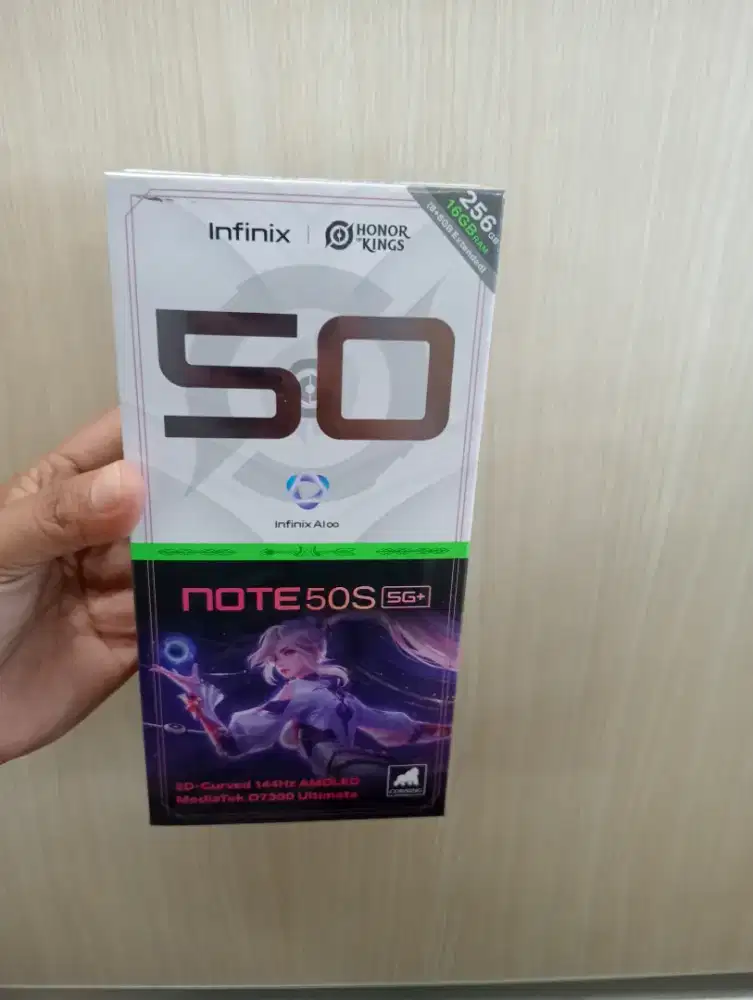 Infinix
HONOR
OF KINGS
256 GB
16GB RAM
(8+8GB Extended)
50
Infinix AI∞
NOTE 50S 5G+
3D-Curved 144Hz AMOLED
MediaTek D7300 Ultimate
CORNING